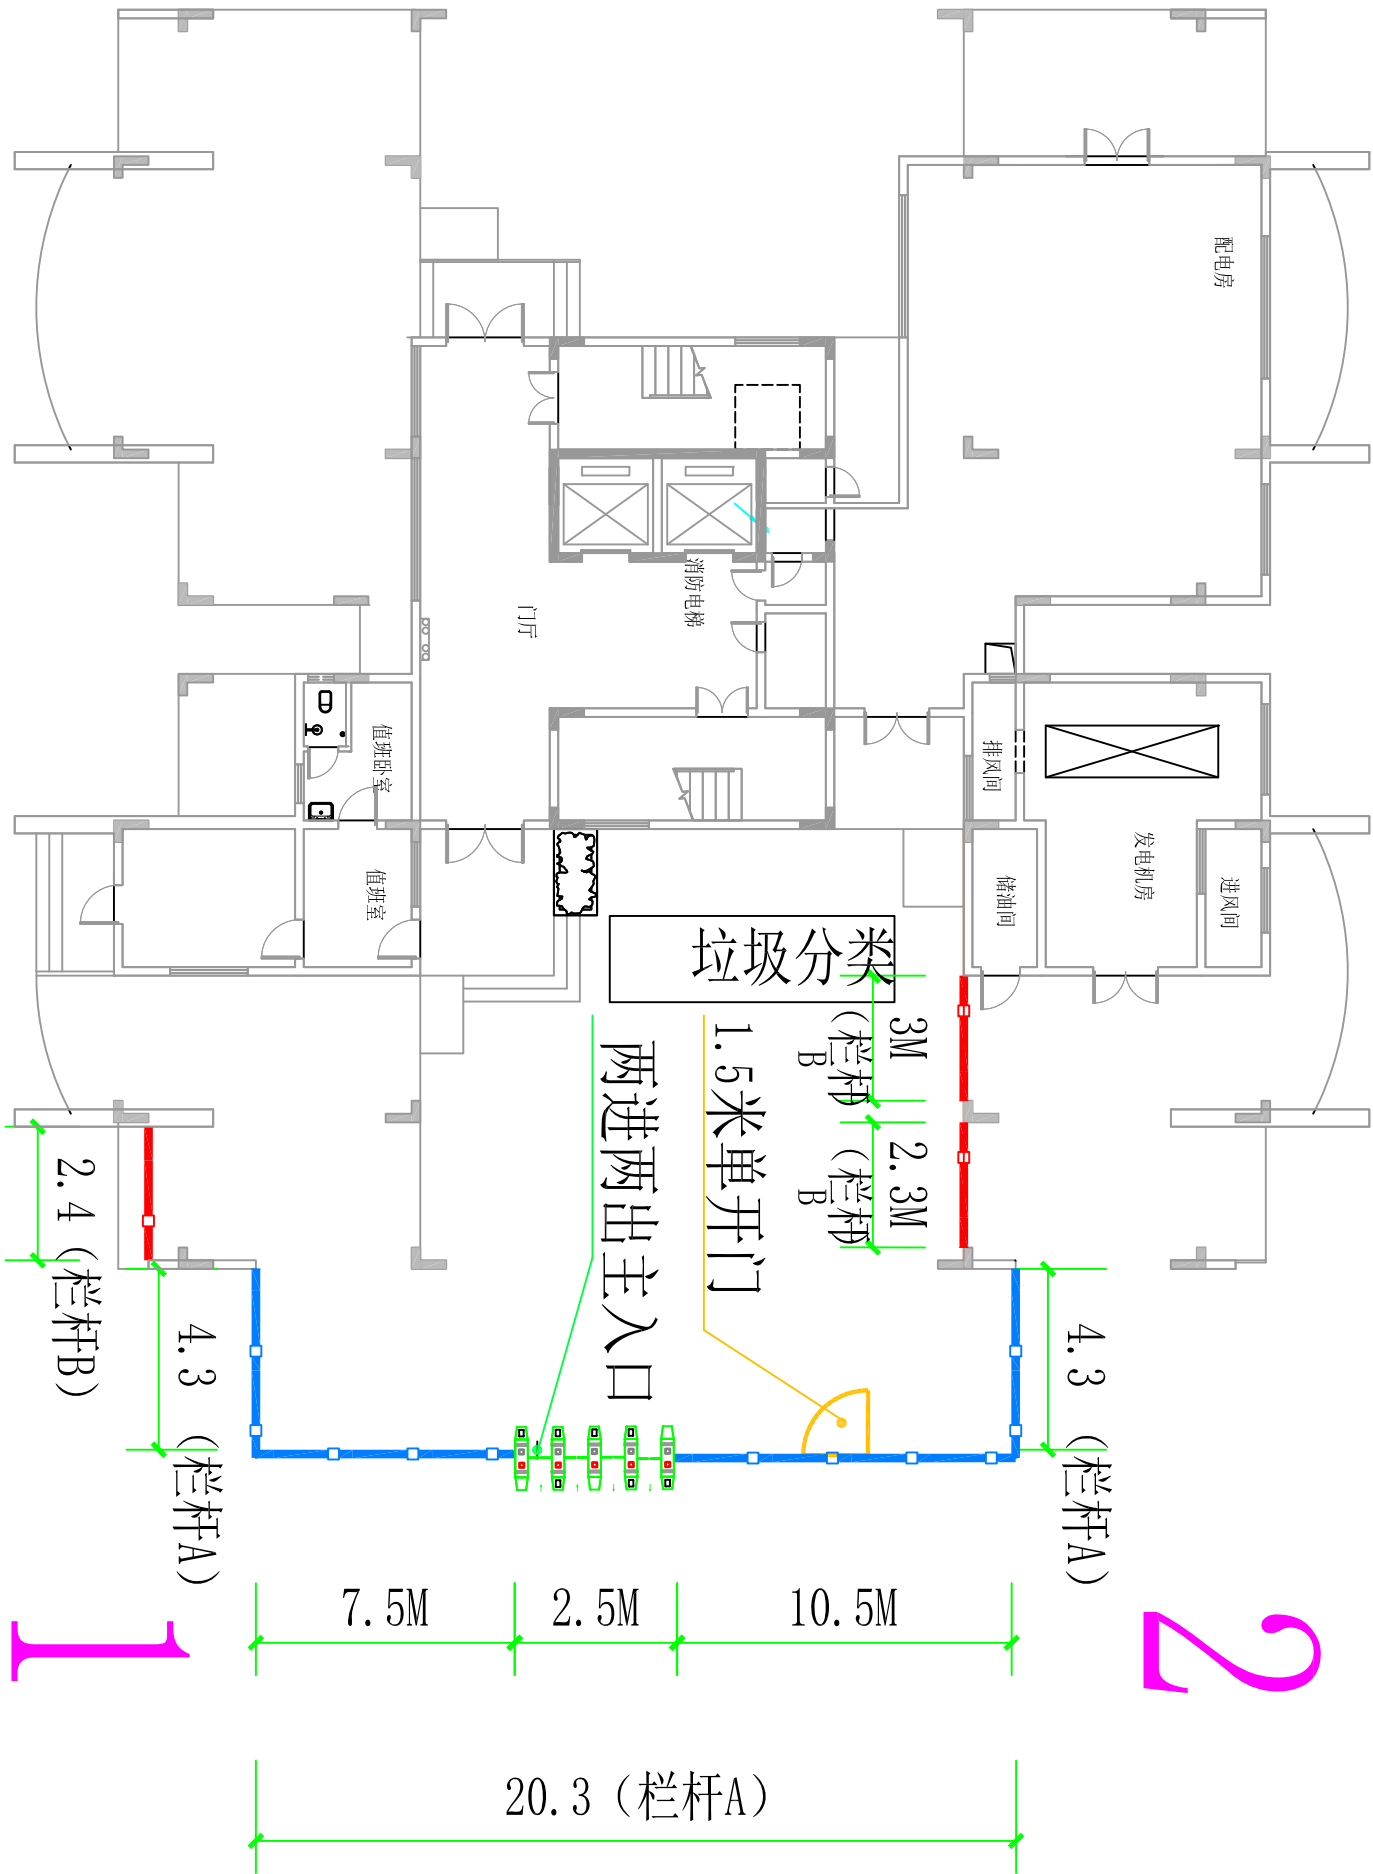 配电房
消防电梯
门厅
值班卧室
排风间
发电机房
值班室
储油间
进风间
垃圾分类
3M
(栏杆
B
1.5米单开门
两进两出主入口
2.3M
(栏杆
B
2.4 (栏杆B)
4.3 (栏杆A)
4.3 (栏杆A)
7.5M
2.5M
10.5M
1
2
20.3 (栏杆A)